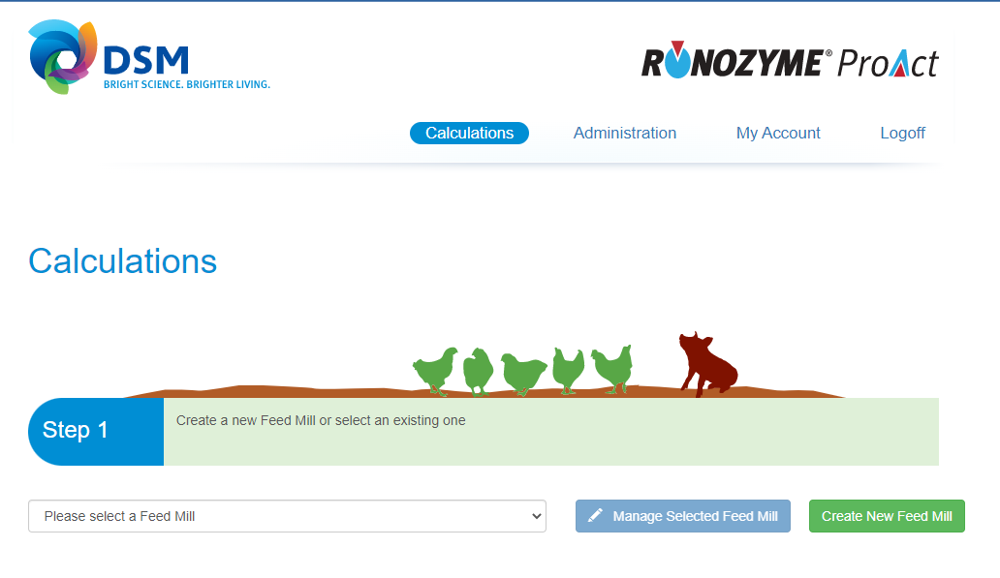 DSM
BRIGHT SCIENCE. BRIGHTER LIVING.
RONOZYME® ProAct
Calculations Administration My Account Logoff
Calculations
Step 1 Create a new Feed Mill or select an existing one
Please select a Feed Mill Manage Selected Feed Mill Create New Feed Mill